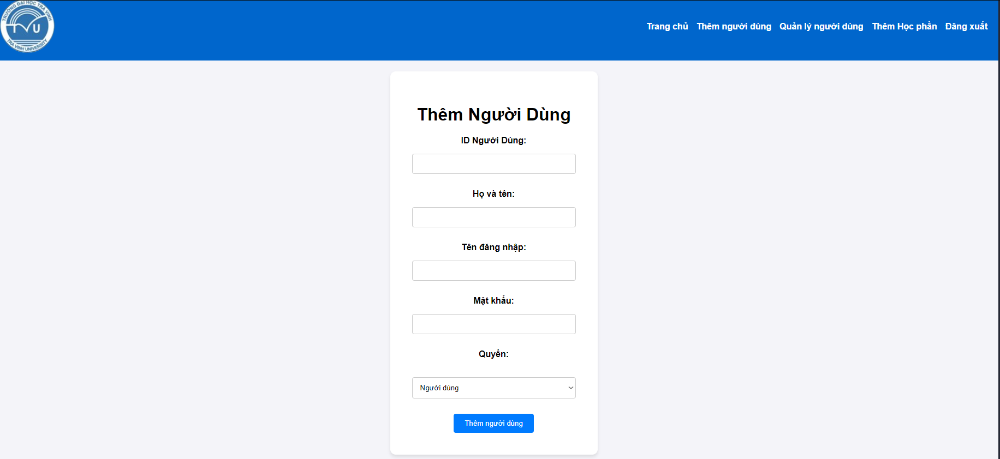 TRƯỜNG ĐẠI HỌC TRÀ VINH
TVU
TRA VINH UNIVERSITY
Trang chủ Thêm người dùng Quản lý người dùng Thêm Học phần Đăng xuất
Thêm Người Dùng
ID Người Dùng:
Họ và tên:
Tên đăng nhập:
Mật khẩu:
Quyền:
Người dùng
Thêm người dùng